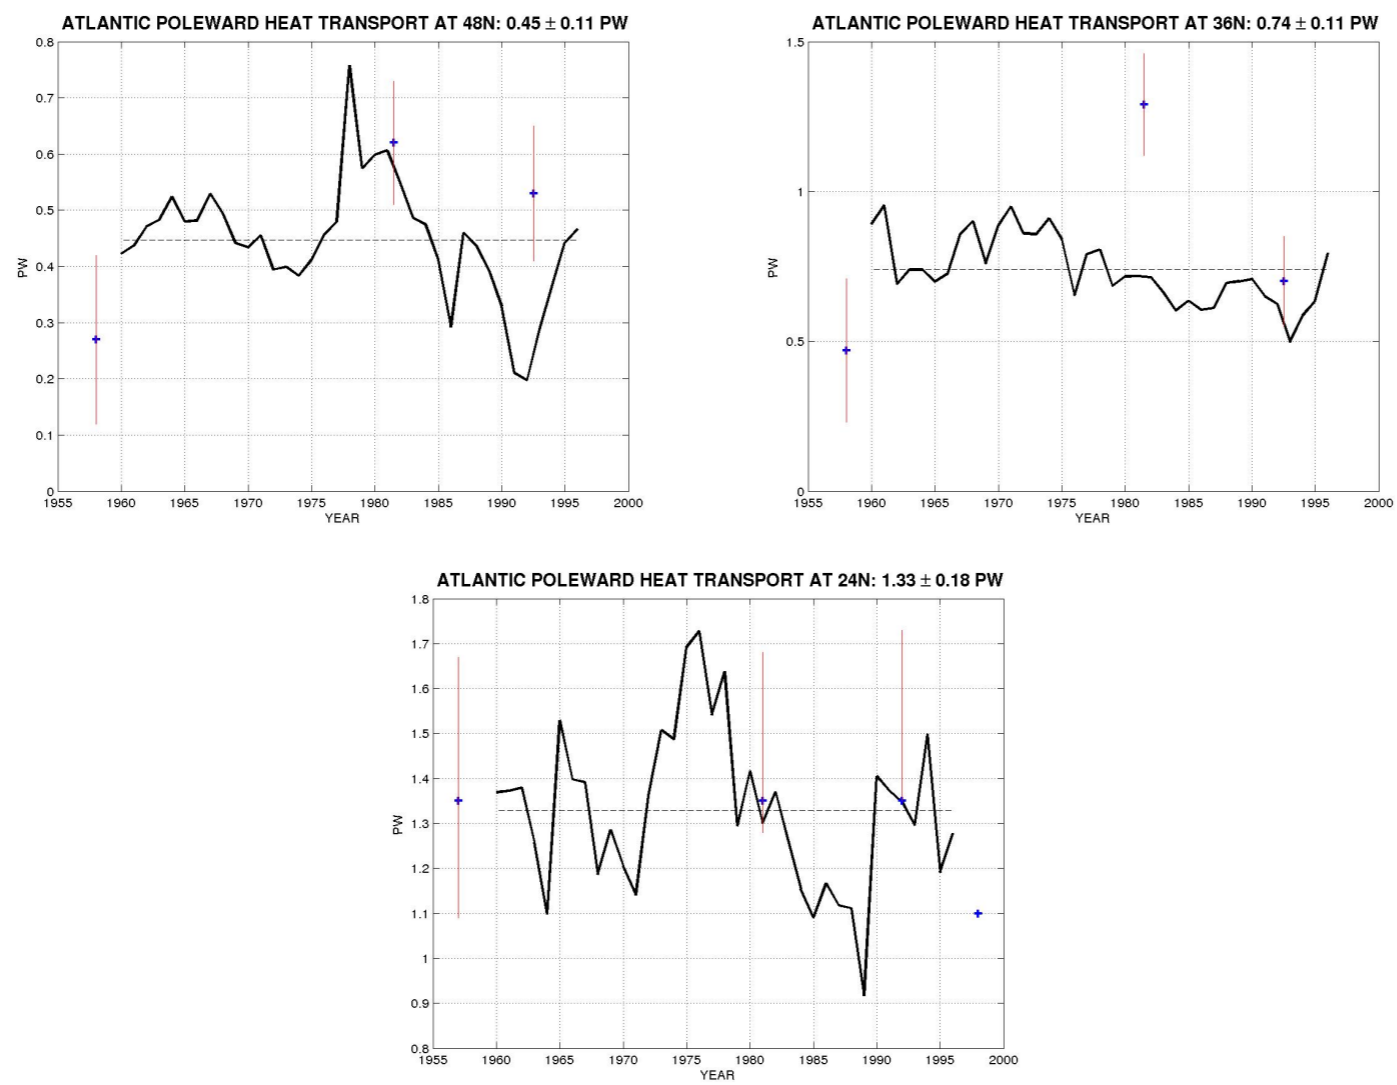 ATLANTIC POLEWARD HEAT TRANSPORT AT 48N: 0.45 ± 0.11 PW
0.8
0.7
0.6
0.5
0.4
0.3
0.2
0.1
0
PW
1955 1960 1965 1970 1975 1980 1985 1990 1995 2000
YEAR
ATLANTIC POLEWARD HEAT TRANSPORT AT 36N: 0.74 ± 0.11 PW
1.5
1
0.5
0
PW
1955 1960 1965 1970 1975 1980 1985 1990 1995 2000
YEAR
ATLANTIC POLEWARD HEAT TRANSPORT AT 24N: 1.33 ± 0.18 PW
1.8
1.7
1.6
1.5
1.4
1.3
1.2
1.1
1
0.9
0.8
PW
1955 1960 1965 1970 1975 1980 1985 1990 1995 2000
YEAR